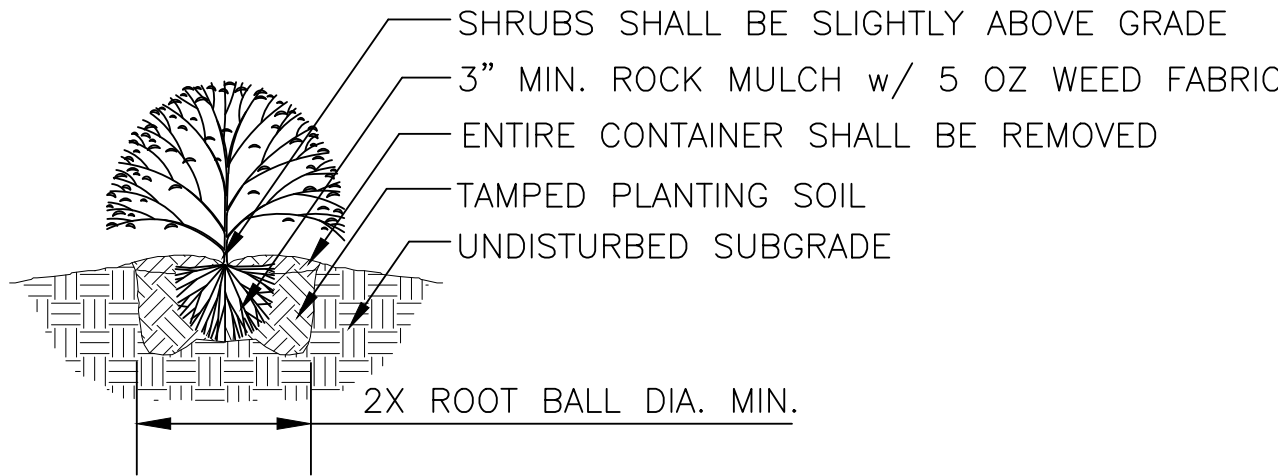 SHRUBS SHALL BE SLIGHTLY ABOVE GRADE
3” MIN. ROCK MULCH w/ 5 OZ WEED FABRIC
ENTIRE CONTAINER SHALL BE REMOVED
TAMPED PLANTING SOIL
UNDISTURBED SUBGRADE
2X ROOT BALL DIA. MIN.